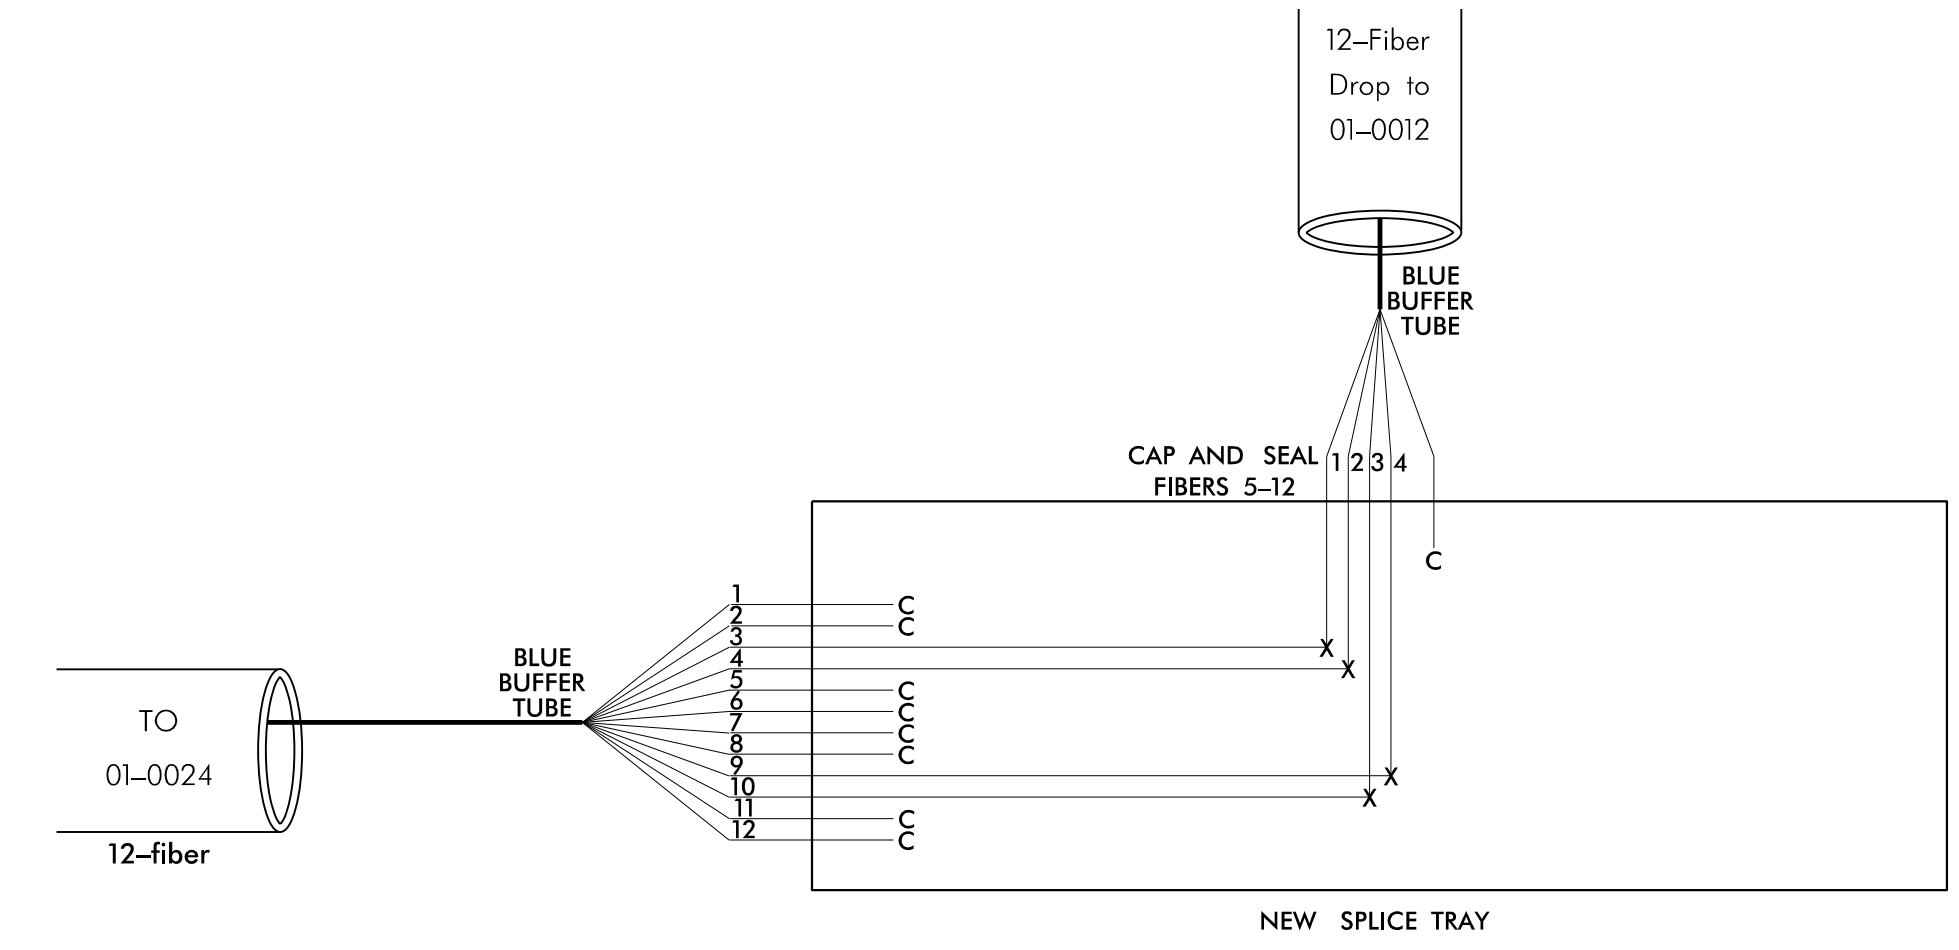 12–Fiber
Drop to
01–0012
BLUE
BUFFER
TUBE
CAP AND SEAL
FIBERS 5–12
1 2 3 4
C
1
2
3
4
5
6
7
8
9
10
11
12
C
C
X
X
C
C
C
C
X
X
C
C
BLUE
BUFFER
TUBE
TO
01–0024
12–fiber
NEW SPLICE TRAY